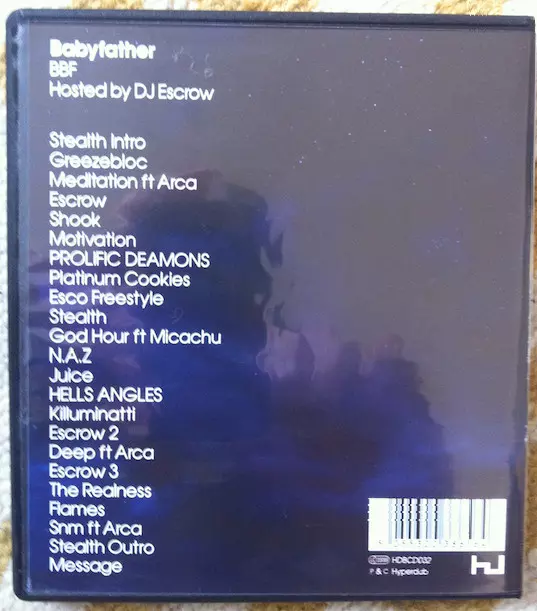 Babyfather
BBF
Hosted by DJ Escrow
Stealth Intro
Greezebloc
Meditation ft Arca
Escrow
Shook
Motivation
PROLIFIC DEAMONS
Platinum Cookies
Esco Freestyle
Stealth
God Hour ft Micachu
N.A.Z
Juice
HELLS ANGLES
Killuminatti
Escrow 2
Deep ft Arca
Escrow 3
The Realness
Flames
Snm ft Arca
Stealth Outro
Message
HDBCD032
P & C Hyperdub